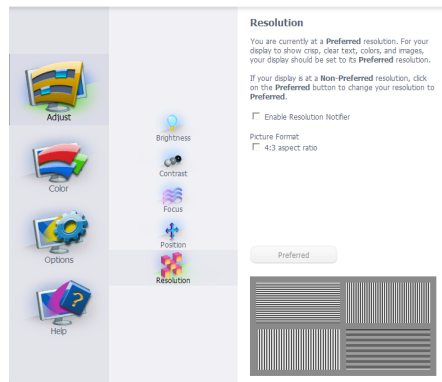 Adjust
Color
Options
Help
Brightness
Contrast
Focus
Position
Resolution
Resolution
You are currently at a Preferred resolution. For your
display to show crisp, clear text, colors, and images,
your display should be set to its Preferred resolution.
If your display is at a Non-Preferred resolution, click
on the Preferred button to change your resolution to
Preferred.
Enable Resolution Notifier
Picture Format
4:3 aspect ratio
Preferred